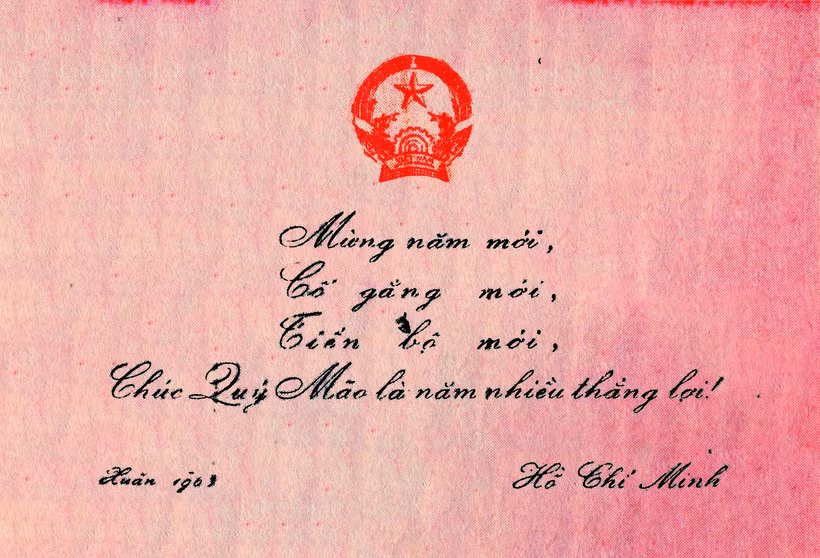 Mừng năm mới,
Cố gắng mới,
Tiến bộ mới,
Chúc Quý Mão là năm nhiều thắng lợi!
Xuân 1963
Hồ Chí Minh